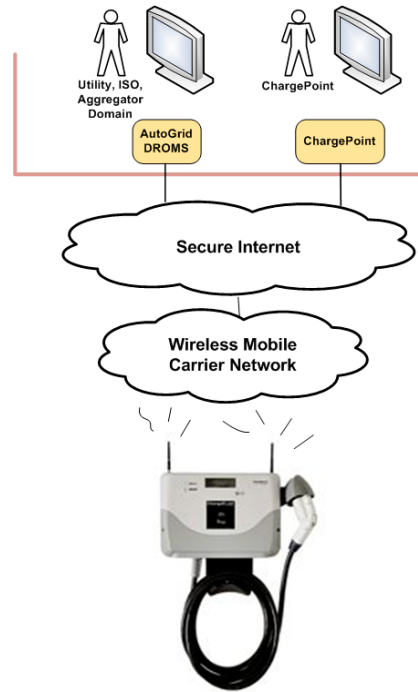 Utility, ISO,
Aggregator
Domain
ChargePoint
AutoGrid
DROMS
ChargePoint
Secure Internet
Wireless Mobile
Carrier Network